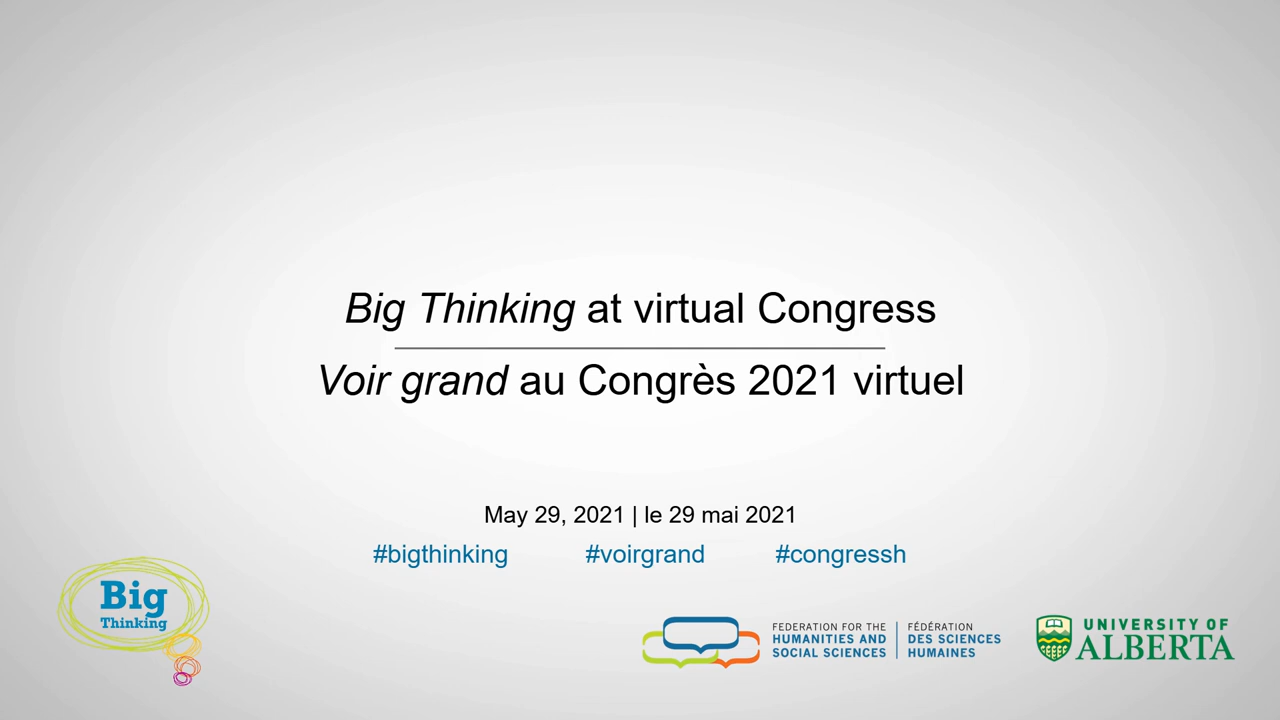 Big Thinking at virtual Congress
Voir grand au Congrès 2021 virtuel
May 29, 2021 | le 29 mai 2021
#bigthinking #voirgrand #congressh
Big
Thinking
FEDERATION FOR THE
HUMANITIES AND
SOCIAL SCIENCES
FÉDÉRATION
DES SCIENCES
HUMAINES
UNIVERSITY OF
ALBERTA